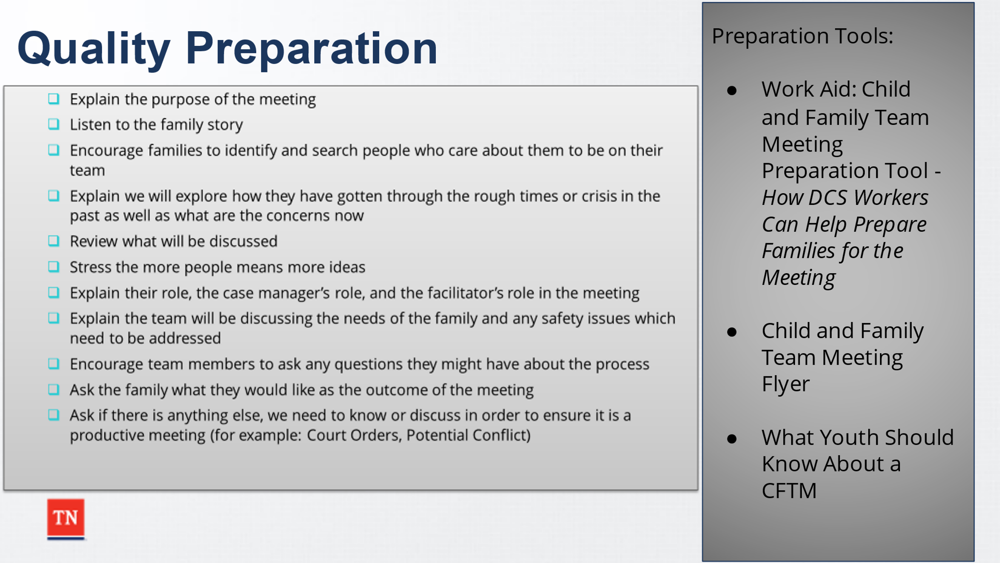 Quality Preparation
❑ Explain the purpose of the meeting
❑ Listen to the family story
❑ Encourage families to identify and search people who care about them to be on their
team
❑ Explain we will explore how they have gotten through the rough times or crisis in the
past as well as what are the concerns now
❑ Review what will be discussed
❑ Stress the more people means more ideas
❑ Explain their role, the case manager’s role, and the facilitator’s role in the meeting
❑ Explain the team will be discussing the needs of the family and any safety issues which
need to be addressed
❑ Encourage team members to ask any questions they might have about the process
❑ Ask the family what they would like as the outcome of the meeting
❑ Ask if there is anything else, we need to know or discuss in order to ensure it is a
productive meeting (for example: Court Orders, Potential Conflict)
TN
Preparation Tools:
● Work Aid: Child
and Family Team
Meeting
Preparation Tool -
How DCS Workers
Can Help Prepare
Families for the
Meeting
● Child and Family
Team Meeting
Flyer
● What Youth Should
Know About a
CFTM